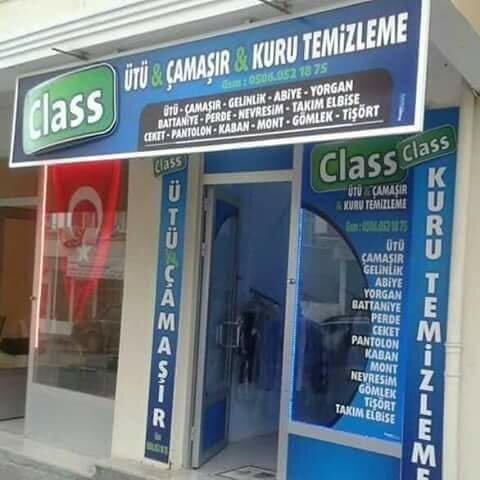 Class
ÜTÜ & ÇAMAŞIR & KURU TEMİZLEME
Gsm : 0506.052 18 75
ÜTÜ - ÇAMAŞIR - GELİNLİK - ABİYE - YORGAN
BATTANİYE - PERDE - NEVRESİM - TAKIM ELBİSE
CEKET - PANTOLON - KABAN - MONT - GÖMLEK - TİŞÖRT
Class
ÜTÜ & ÇAMAŞIR
Class
ÜTÜ & ÇAMAŞIR
& KURU TEMİZLEME
Gsm : 0506.052 18 75
ÜTÜ
ÇAMAŞIR
GELİNLİK
ABİYE
YORGAN
BATTANİYE
PERDE
CEKET
PANTOLON
KABAN
MONT
NEVRESİM
GÖMLEK
TİŞÖRT
TAKIM ELBİSE
Class
KURU TEMİZLEME